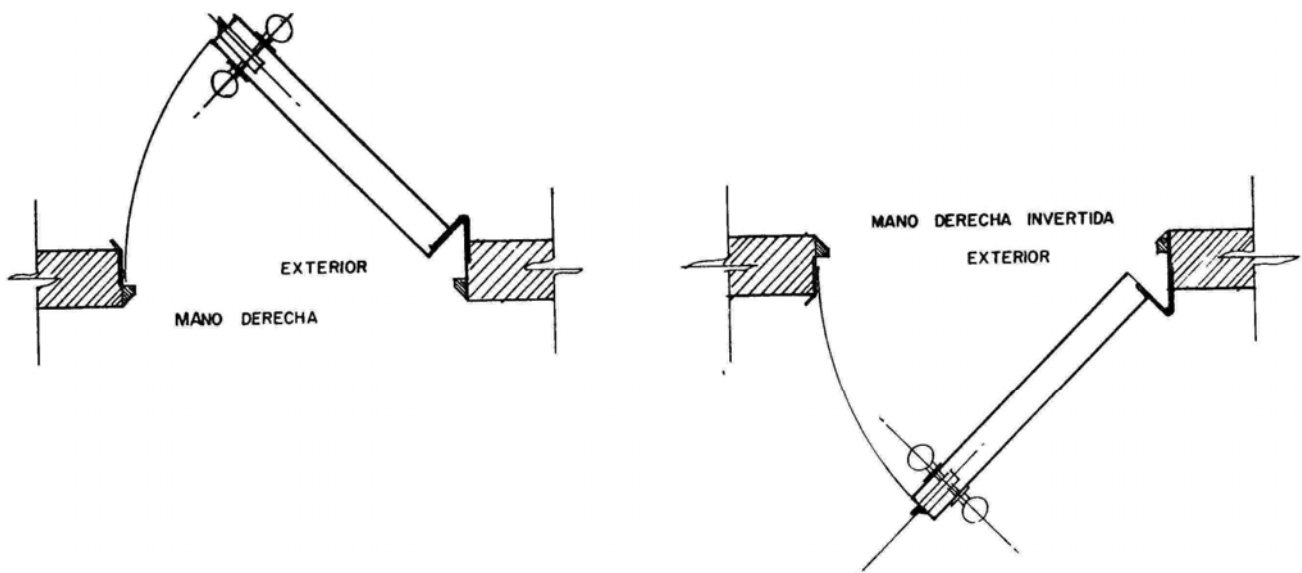 EXTERIOR
MANO DERECHA
MANO DERECHA INVERTIDA
EXTERIOR